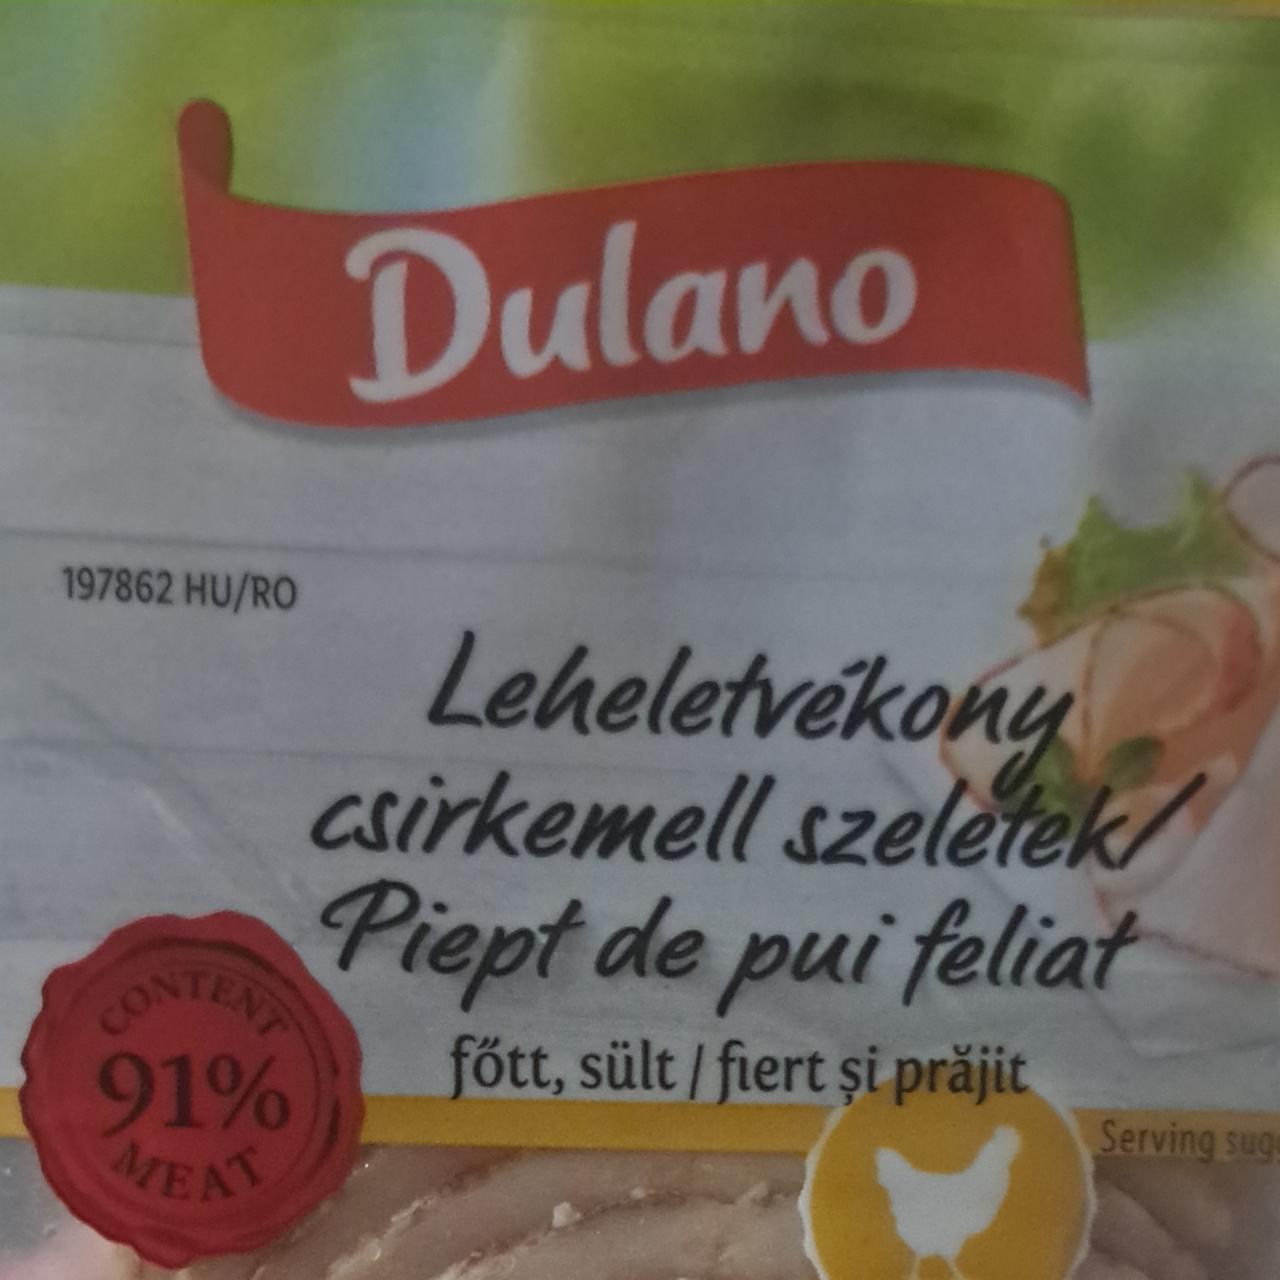 Dulano
197862 HU/RO
Leheletvékony
csirkemell szeletek/
Piept de pui feliat
főtt, sült / fiert și prăjit
CONTENT
91%
MEAT
Serving